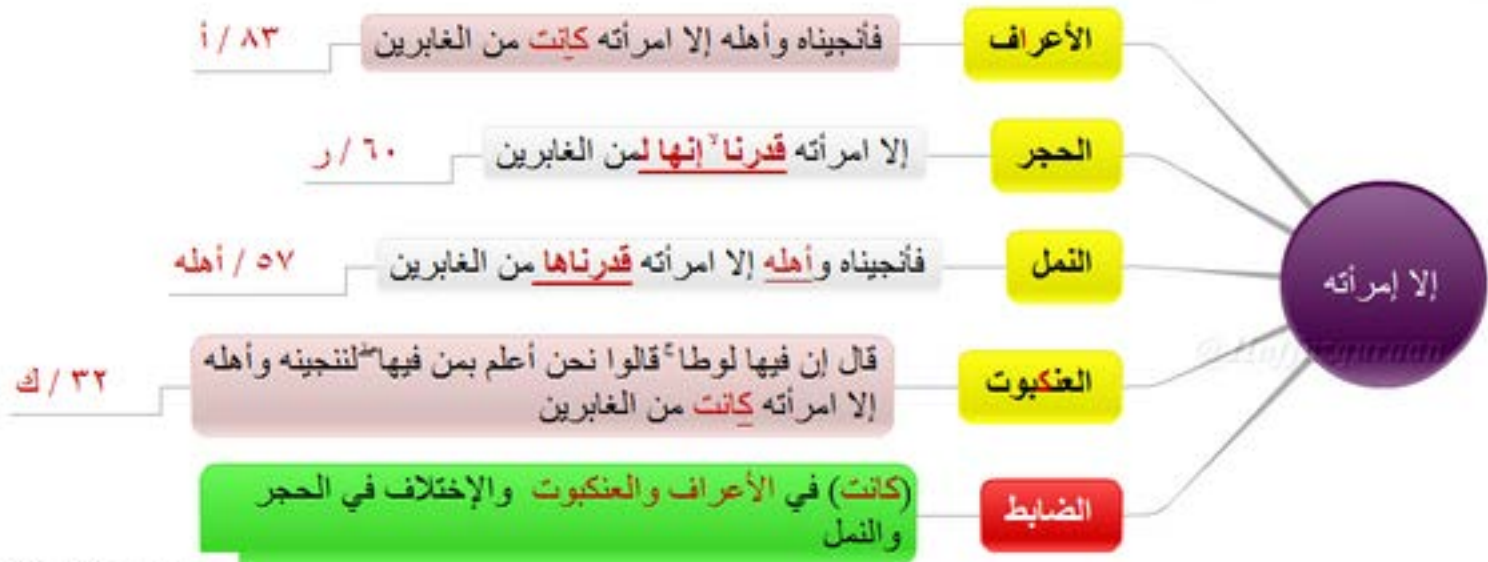 إلا إمرأته
الأعراف
فأنجيناه وأهله إلا امرأته كانت من الغابرين
٨٣ / أ
الحجر
إلا امرأته قدرنا ۙ إنها لمن الغابرين
٦٠ / ر
النمل
فأنجيناه وأهله إلا امرأته قدرناها من الغابرين
٥٧ / أهله
العنكبوت
قال إن فيها لوطا ۚ قالوا نحن أعلم بمن فيها ۖ لننجينه وأهله
إلا امرأته كانت من الغابرين
٣٢ / ك
الضابط
(كانت) في الأعراف والعنكبوت والإختلاف في الحجر
والنمل